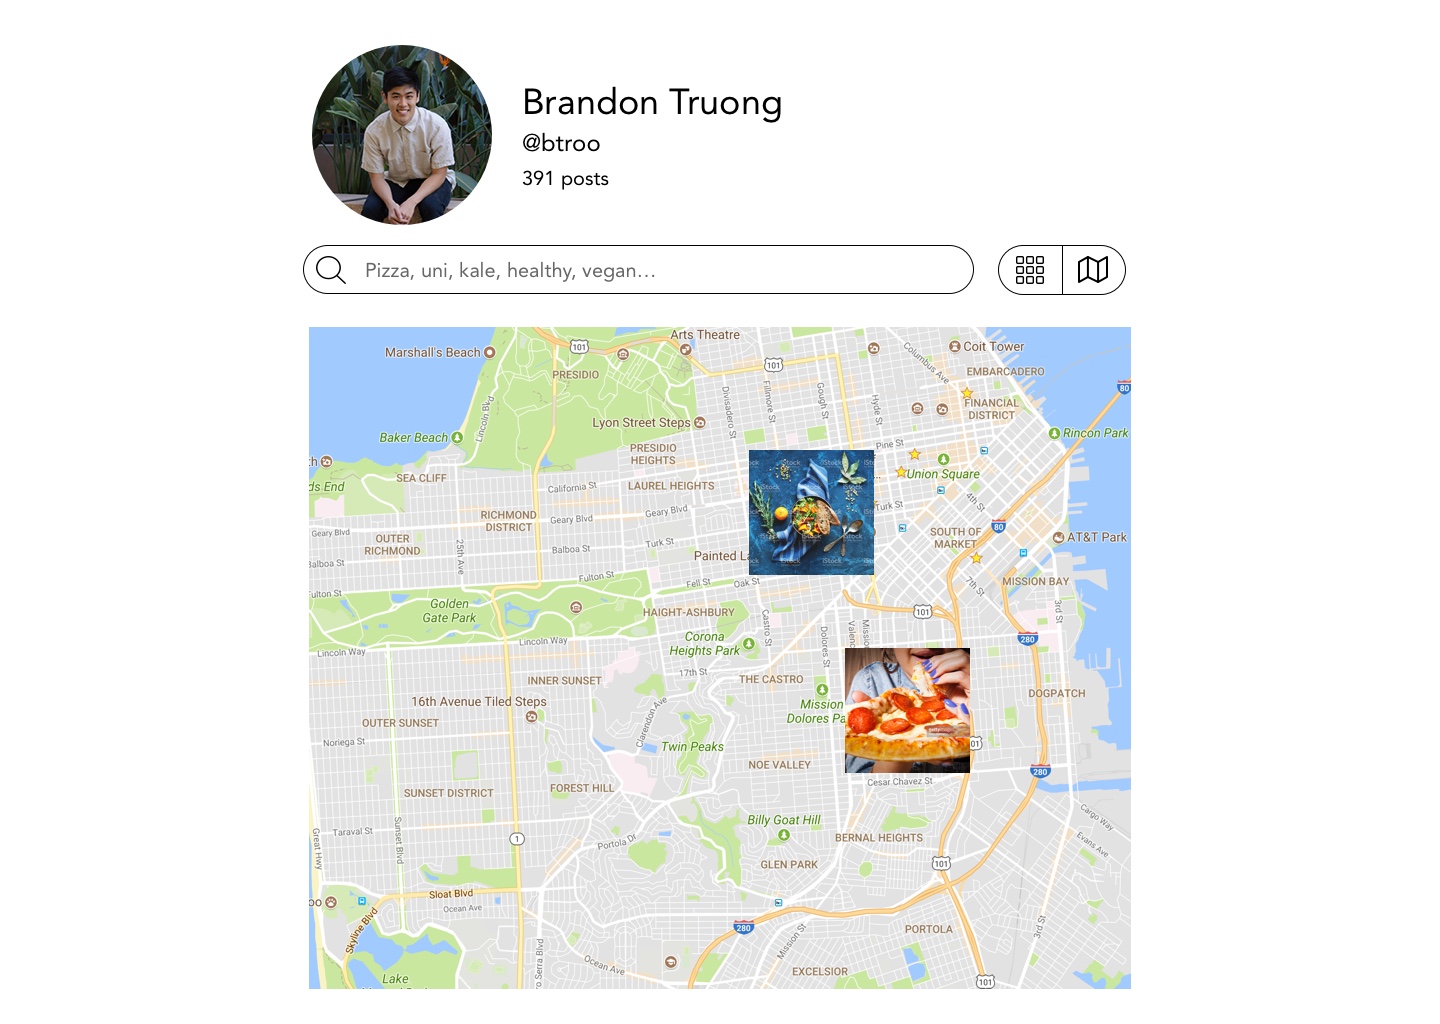 Brandon Truong
@btroo
391 posts
Pizza, uni, kale, healthy, vegan...
Arts Theatre
Marshall's Beach
101
101
Coit Tower
Columbus Ave
EMBARCADERO
PRESIDIO
80
Lincoln Blvd
Divisadero St
Fillmore St
Gough St
Hyde St
FINANCIAL
DISTRICT
Lyon Street Steps
Baker Beach
Rincon Park
PRESIDIO
HEIGHTS
Pine St
th
SEA CLIFF
ds End
California St
LAUREL HEIGHTS
Union Square
4th St
iStock
RICHMOND
DISTRICT
Geary Blvd
Geary Blvd
Geary Blvd
Turk St
80
OUTER
RICHMOND
25th Ave
Balboa St
Turk St
SOUTH OF
MARKET
AT&T Park
Balboa St
Painted La
Fulton St
Fell St
Oak St
7th St
MISSION BAY
Fulton St
Golden
Gate Park
HAIGHT-ASHBURY
Castro St
101
3rd St
Lincoln Way
Lincoln Way
Corona
Heights Park
Dolores St
Valenc
Mission
280
17th St
INNER SUNSET
THE CASTRO
16th Avenue Tiled Steps
Clarendon Ave
Mission
Dolores Pa
DOGPATCH
OUTER SUNSET
Noriega St
Twin Peaks
01
NOE VALLEY
280
Cesar Chavez St
SUNSET DISTRICT
FOREST HILL
Great Hwy
Taraval St
Sunset Blvd
1
Portola Dr
Billy Goat Hill
BERNAL HEIGHTS
Cargo Way
Evans Ave
GLEN PARK
101
Sloat Blvd
oo
Ocean Ave
Skyline Blvd
280
Mission St
PORTOLA
3rd St
o Serra Blvd
Ocean Ave
EXCELSIOR
101
Lake